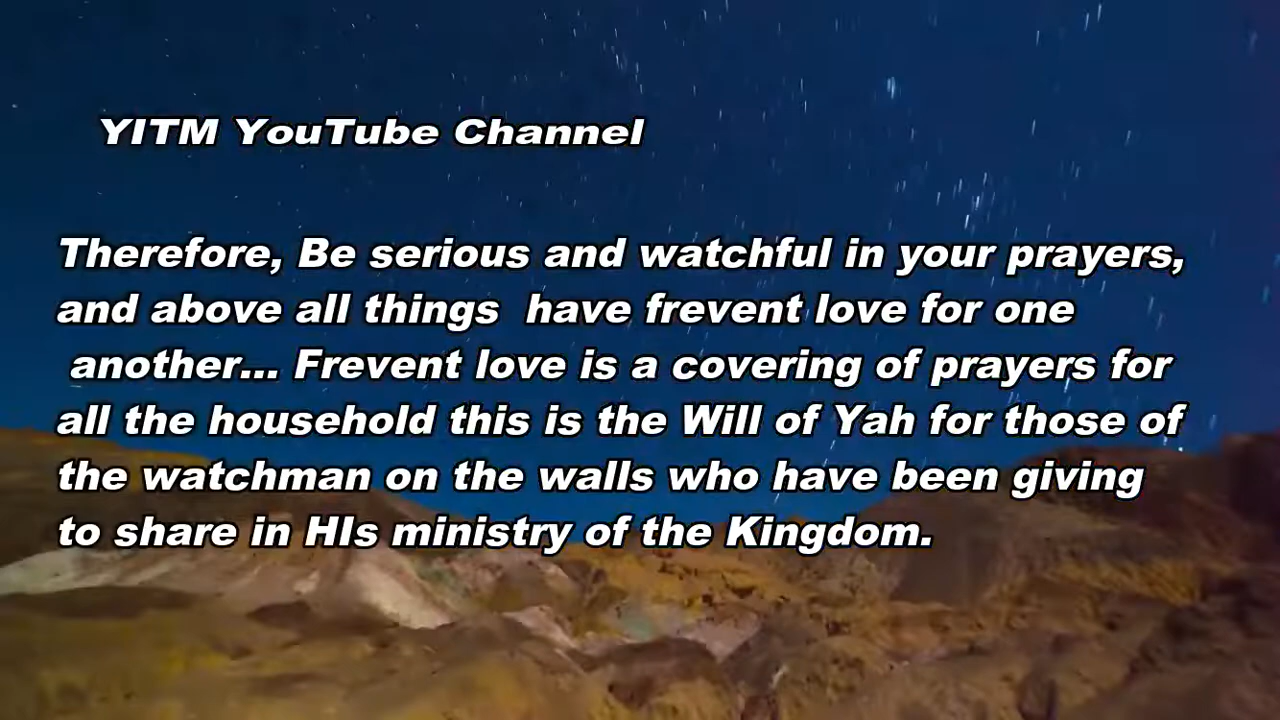 YITM YouTube Channel
Therefore, Be serious and watchful in your prayers,
and above all things  have frevent love for one
another... Frevent love is a covering of prayers for
all the household this is the Will of Yah for those of
the watchman on the walls who have been giving
to share in HIs ministry of the Kingdom.